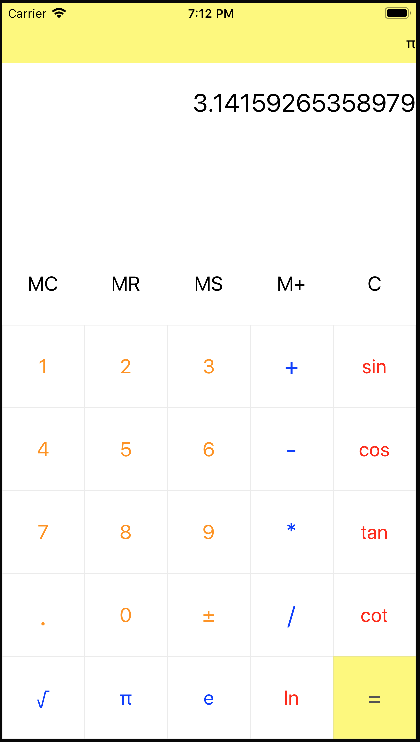 Carrier 7:12 PM
π
3.14159265358979
MC MR MS M+ C
1 2 3 + sin
4 5 6 - cos
7 8 9 * tan
. 0 ± / cot
√ π e ln =